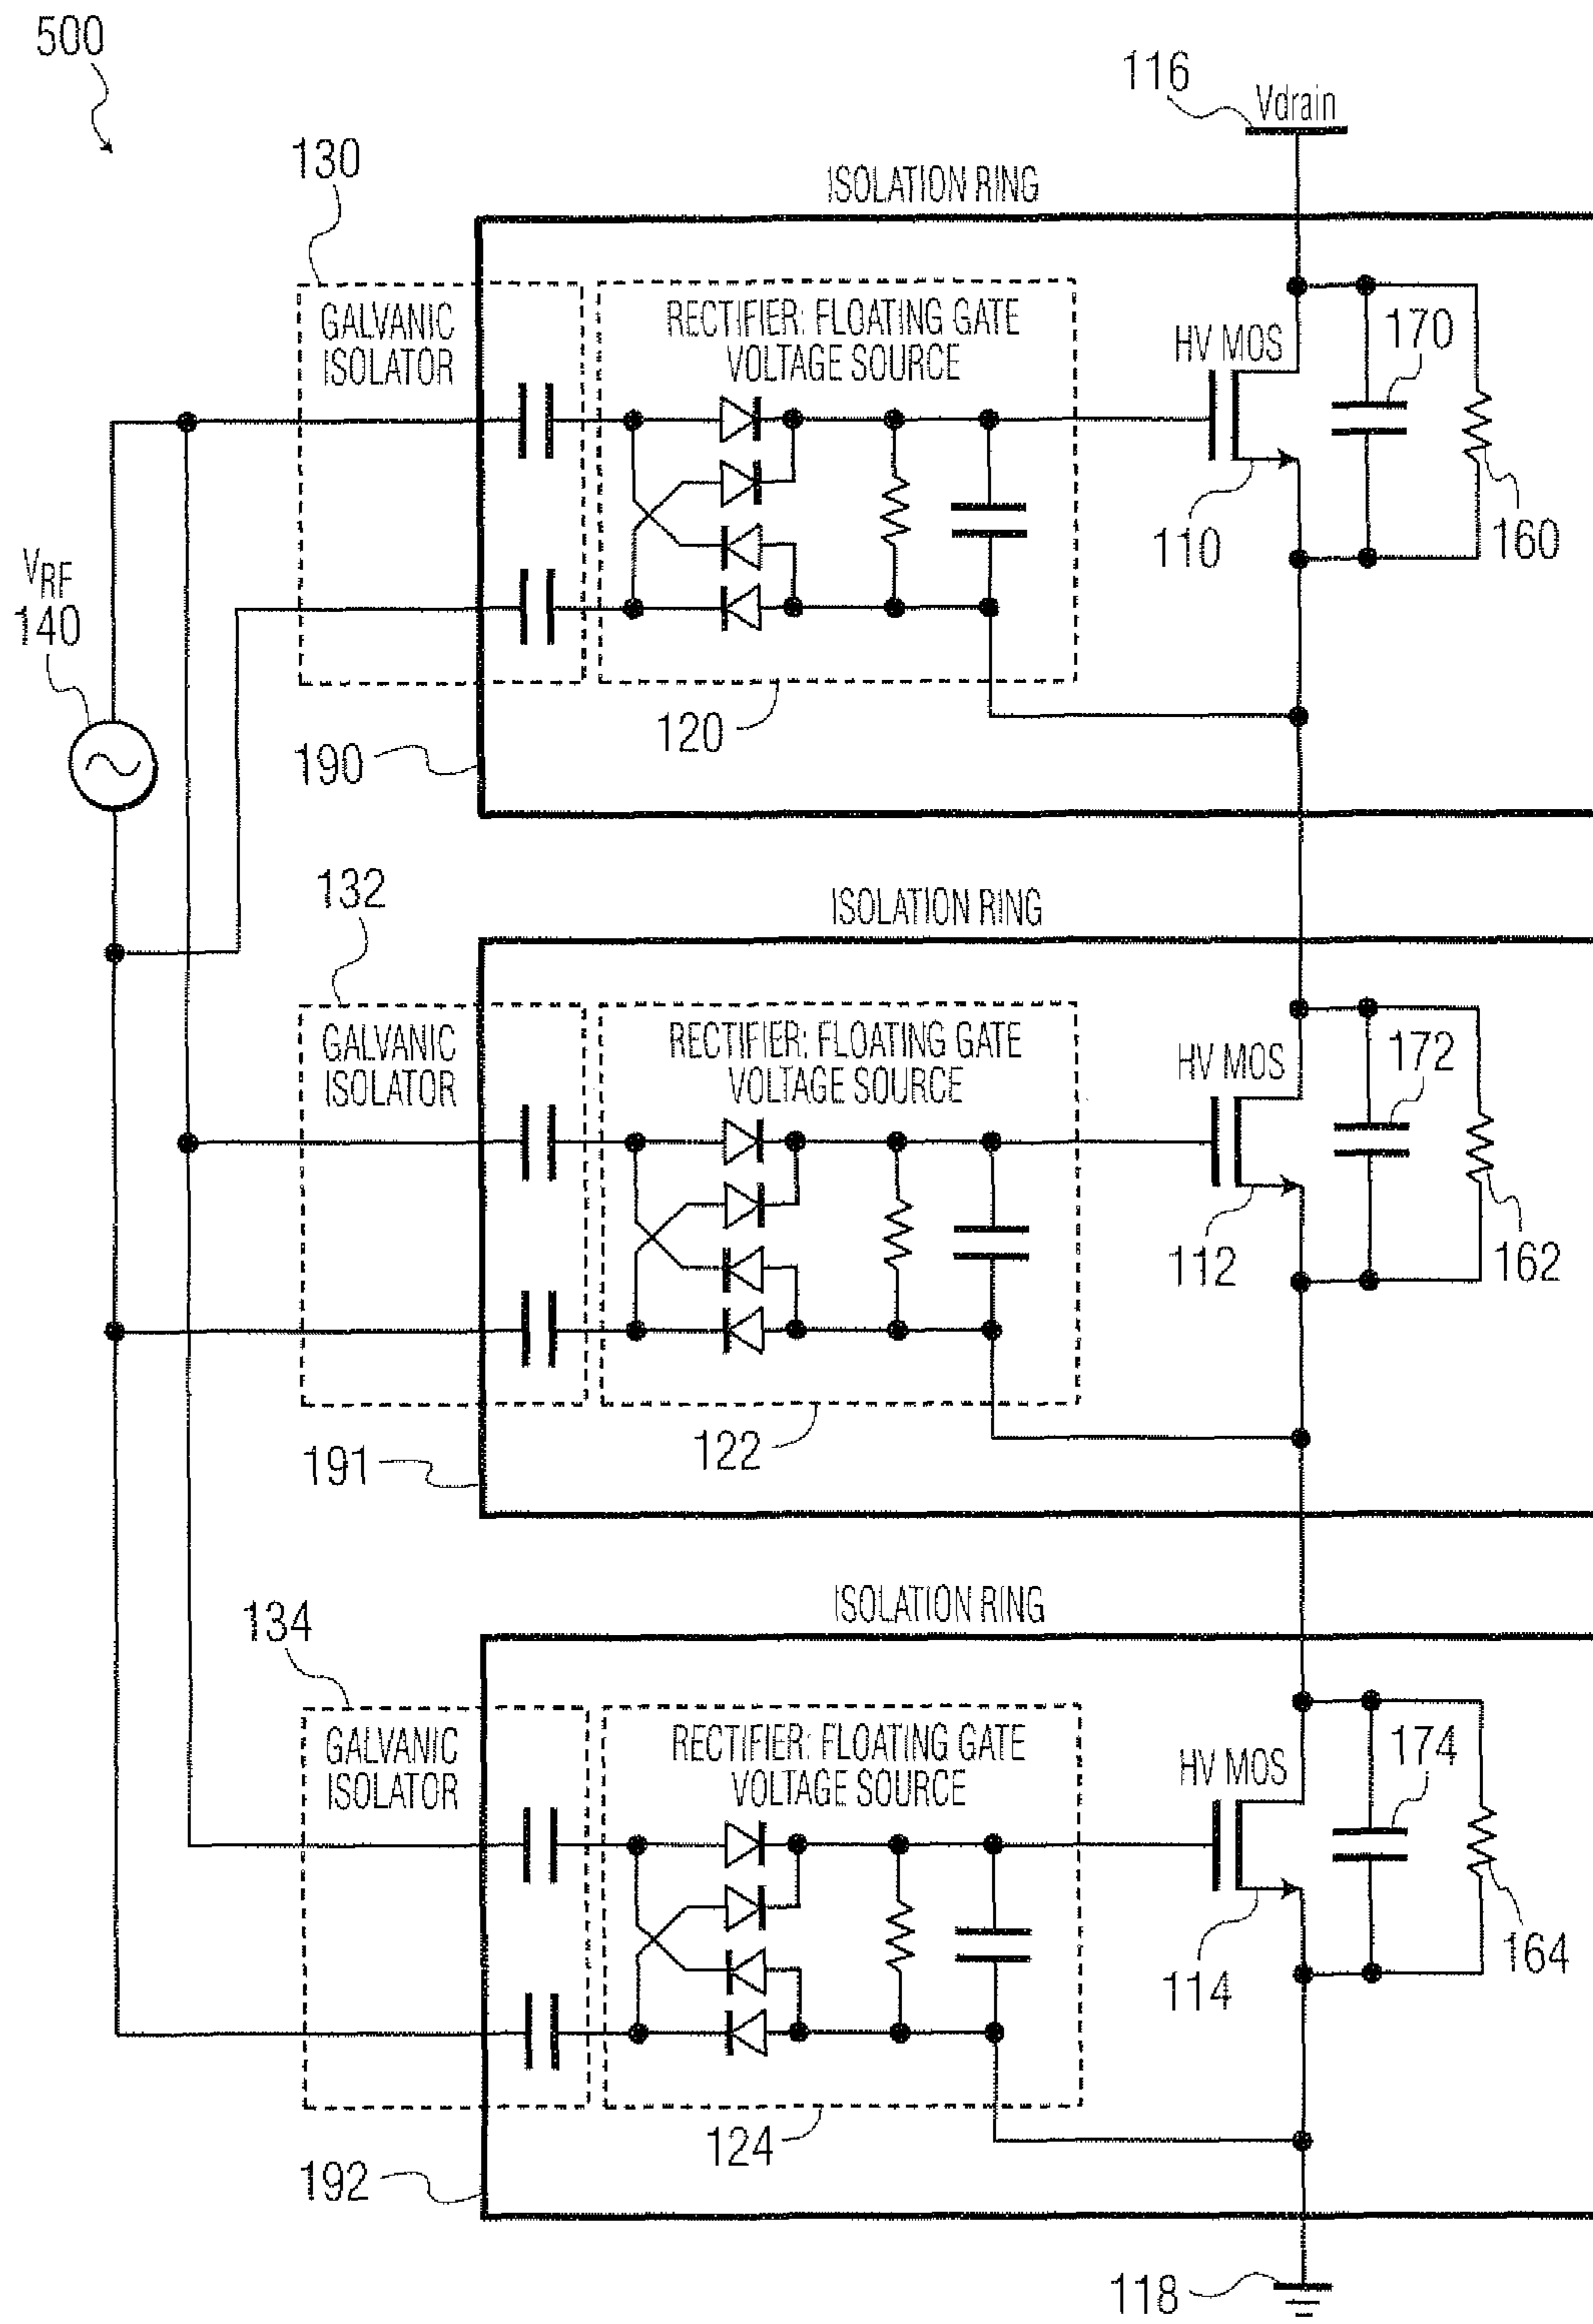 500
116
Vdrain
130
ISOLATION RING
GALVANIC
ISOLATOR
RECTIFIER: FLOATING GATE
VOLTAGE SOURCE
HV MOS
170
110
160
VRF
140
120
190
132
ISOLATION RING
GALVANIC
ISOLATOR
RECTIFIER: FLOATING GATE
VOLTAGE SOURCE
HV MOS
172
112
162
122
191
134
ISOLATION RING
GALVANIC
ISOLATOR
RECTIFIER: FLOATING GATE
VOLTAGE SOURCE
HV MOS
174
114
164
124
192
118